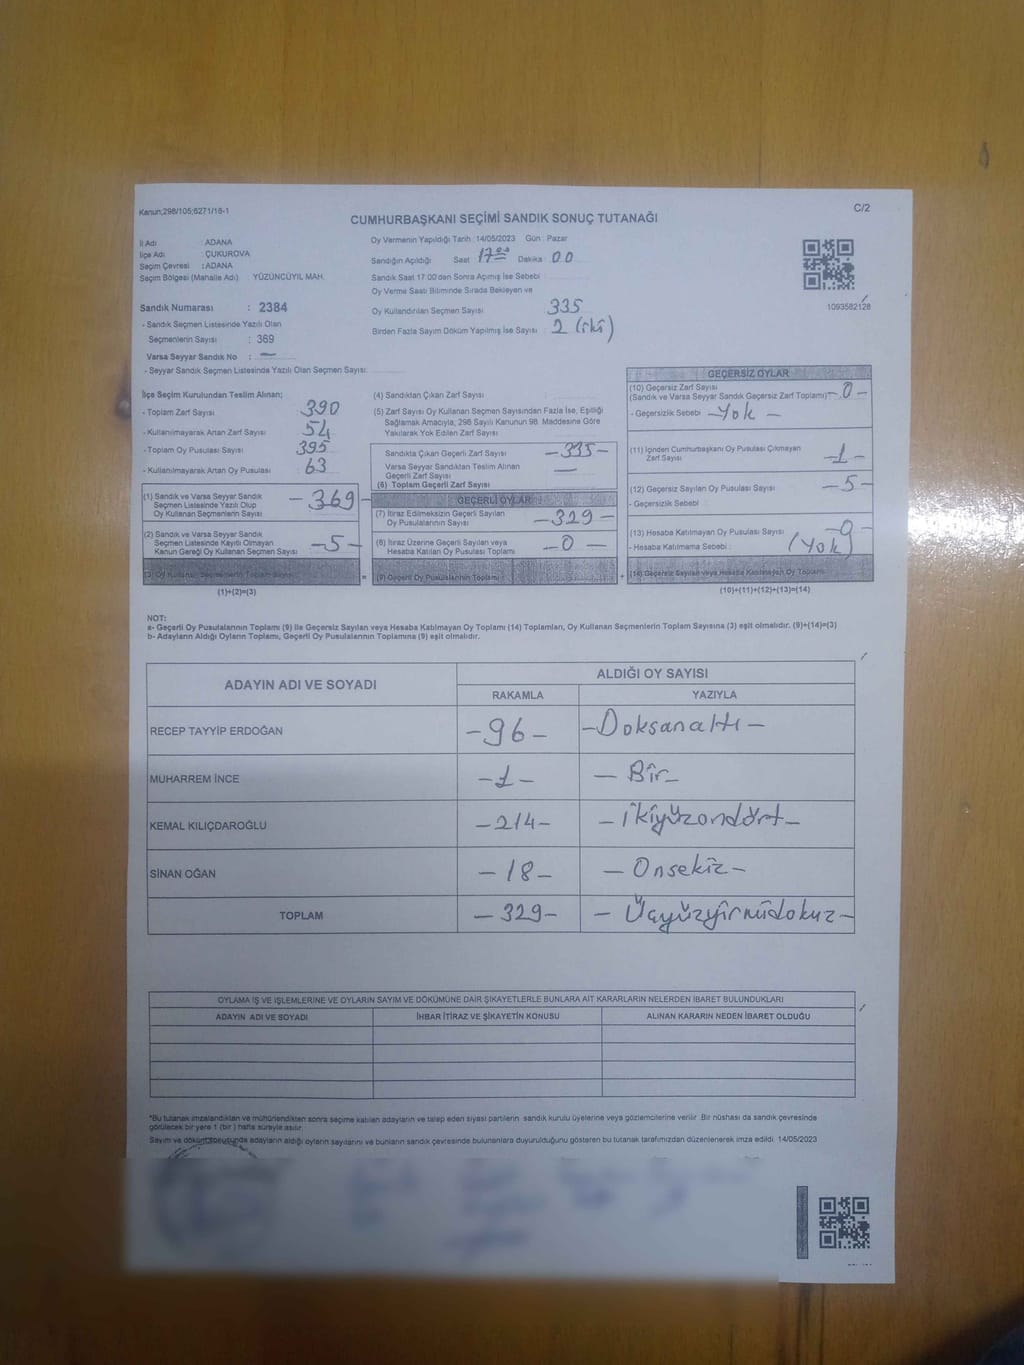 Kanun;298/105;6271/18-1
C/2
CUMHURBAŞKANI SEÇİMİ SANDIK SONUÇ TUTANAĞI
İl Adı : ADANA
İlçe Adı : ÇUKUROVA
Seçim Çevresi : ADANA
Seçim Bölgesi (Mahalle Adı) : YÜZÜNCÜYIL MAH.
Sandık Numarası : 2384
- Sandık Seçmen Listesinde Yazılı Olan
Seçmenlerin Sayısı : 369
Varsa Seyyar Sandık No : —
- Seyyar Sandık Seçmen Listesinde Yazılı Olan Seçmen Sayısı:
Oy Vermenin Yapıldığı Tarih : 14/05/2023 Gün : Pazar
Sandığın Açıldığı Saat 17:00 Dakika : 00
Sandık Saat 17.00'den Sonra Açılmış İse Sebebi :
Oy Verme Saati Bitiminde Sırada Bekleyen ve
Oy Kullandırılan Seçmen Sayısı : 335
Birden Fazla Sayım Döküm Yapılmış İse Sayısı : 2 (iki)
1093582128
İlçe Seçim Kurulundan Teslim Alınan;
- Toplam Zarf Sayısı : 390
- Kullanılmayarak Artan Zarf Sayısı : 54
- Toplam Oy Pusulası Sayısı : 395
- Kullanılmayarak Artan Oy Pusulası : 63
(1) Sandık ve Varsa Seyyar Sandık
Seçmen Listesinde Yazılı Olup
Oy Kullanan Seçmenlerin Sayısı
- 369 -
(2) Sandık ve Varsa Seyyar Sandık
Seçmen Listesinde Kayıtlı Olmayan
Kanun Gereği Oy Kullanan Seçmen Sayısı
- 5 -
(3) Oy Kullanan Seçmenlerin Toplam Sayısı
(1)+(2)=(3)
(4) Sandıktan Çıkan Zarf Sayısı :
(5) Zarf Sayısı Oy Kullanan Seçmen Sayısından Fazla İse, Eşitliği
Sağlamak Amacıyla, 298 Sayılı Kanunun 98. Maddesine Göre
Yakılarak Yok Edilen Zarf Sayısı :
Sandıkta Çıkan Geçerli Zarf Sayısı - 335 -
Varsa Seyyar Sandıktan Teslim Alınan
Geçerli Zarf Sayısı —
(6) Toplam Geçerli Zarf Sayısı
GEÇERLİ OYLAR
(7) İtiraz Edilmeksizin Geçerli Sayılan
Oy Pusulalarının Sayısı - 329 -
(8) İtiraz Üzerine Geçerli Sayılan veya
Hesaba Katılan Oy Pusulası Toplamı - 0 -
= (9) Geçerli Oy Pusulalarının Toplamı +
GEÇERSİZ OYLAR
(10) Geçersiz Zarf Sayısı
(Sandık ve Varsa Seyyar Sandık Geçersiz Zarf Toplamı) - 0 -
- Geçersizlik Sebebi - Yok -
(11) İçinden Cumhurbaşkanı Oy Pusulası Çıkmayan
Zarf Sayısı - 1 -
(12) Geçersiz Sayılan Oy Pusulası Sayısı - 5 -
- Geçersizlik Sebebi :
(13) Hesaba Katılmayan Oy Pusulası Sayısı - 0 -
- Hesaba Katılmama Sebebi : (Yok)
(14) Geçersiz Sayılan veya Hesaba Katılmayan Oy Toplamı
(10)+(11)+(12)+(13)=(14)
NOT:
a- Geçerli Oy Pusulalarının Toplamı (9) ile Geçersiz Sayılan veya Hesaba Katılmayan Oy Toplamı (14) Toplamları, Oy Kullanan Seçmenlerin Toplam Sayısına (3) eşit olmalıdır. (9)+(14)=(3)
b- Adayların Aldığı Oyların Toplamı, Geçerli Oy Pusulalarının Toplamına (9) eşit olmalıdır.
ADAYIN ADI VE SOYADI ALDIĞI OY SAYISI
RAKAMLA YAZIYLA
RECEP TAYYİP ERDOĞAN - 96 - - Doksanaltı -
MUHARREM İNCE - 1 - - Bir -
KEMAL KILIÇDAROĞLU - 214 - - ikiyüzondört -
SİNAN OĞAN - 18 - - Onsekiz -
TOPLAM - 329 - - Üçyüzyirmidokuz -
OYLAMA İŞ VE İŞLEMLERİNE VE OYLARIN SAYIM VE DÖKÜMÜNE DAİR ŞİKAYETLERLE BUNLARA AİT KARARLARIN NELERDEN İBARET BULUNDUKLARI
ADAYIN ADI VE SOYADI İHBAR İTİRAZ VE ŞİKAYETİN KONUSU ALINAN KARARIN NEDEN İBARET OLDUĞU
*Bu tutanak imzalandıktan ve mühürlendikten sonra seçime katılan adayların ve talep eden siyasi partilerin sandık kurulu üyelerine veya gözlemcilerine verilir. Bir nüshası da sandık çevresinde
görülecek bir yere 1 (bir) hafta süreyle asılır.
Sayım ve döküm sonucunda adayların aldığı oyların sayılarını ve bunların sandık çevresinde bulunanlara duyurulduğunu gösteren bu tutanak tarafımızdan düzenlenerek imza edildi. 14/05/2023